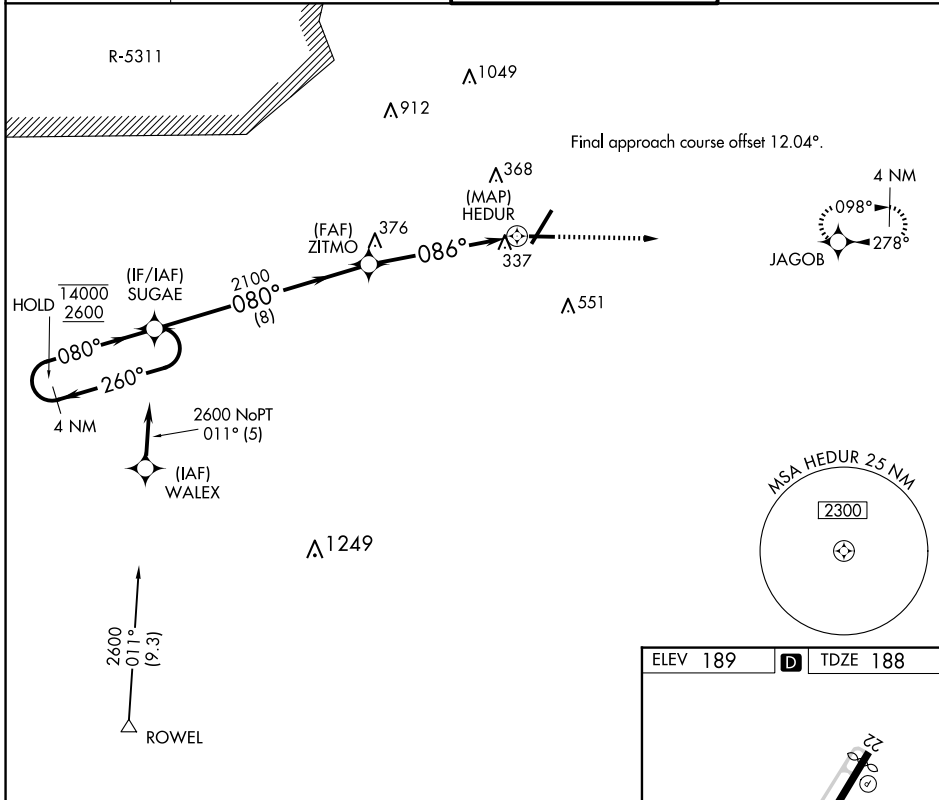 R-5311
1049
912
Final approach course offset 12.04°.
368
4 NM
(MAP)
HEDUR
098°
(FAF)
ZITMO
376
086°
278°
JAGOB
337
(IF/IAF)
SUGAE
2100
080°
(8)
HOLD
14000
2600
551
080°
260°
4 NM
2600 NoPT
011° (5)
(IAF)
WALEX
MSA HEDUR 25 NM
2300
1249
2600
011°
(9.3)
ROWEL
ELEV 189
D
TDZE 188
22
P